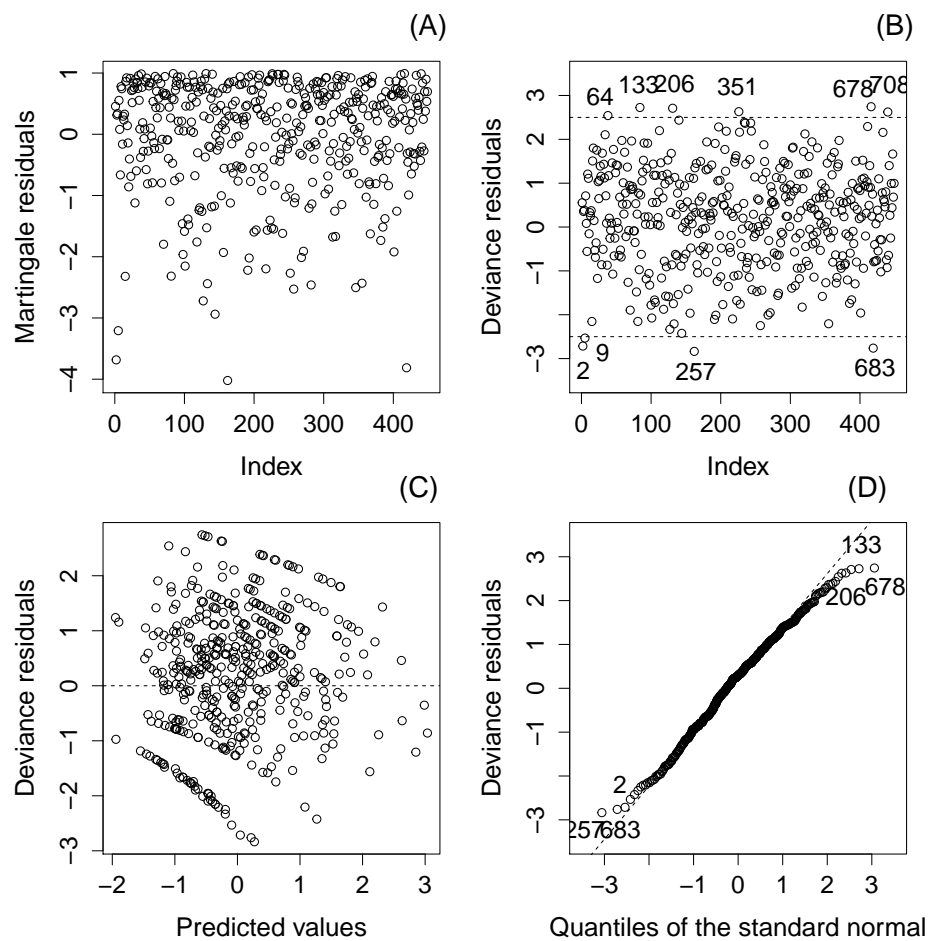 (A)
Martingale residuals
1
0
−1
−2
−3
−4
0 100 200 300 400
Index
(B)
Deviance residuals
3
2
1
0
−1
−3
64 133 206 351 678 708
2 9 257 683
0 100 200 300 400
Index
(C)
Deviance residuals
2
1
0
−1
−2
−3
−2 −1 0 1 2 3
Predicted values
(D)
Deviance residuals
3
2
1
0
−1
−3
133
206 678
2
257 683
−3 −1 0 1 2 3
Quantiles of the standard normal